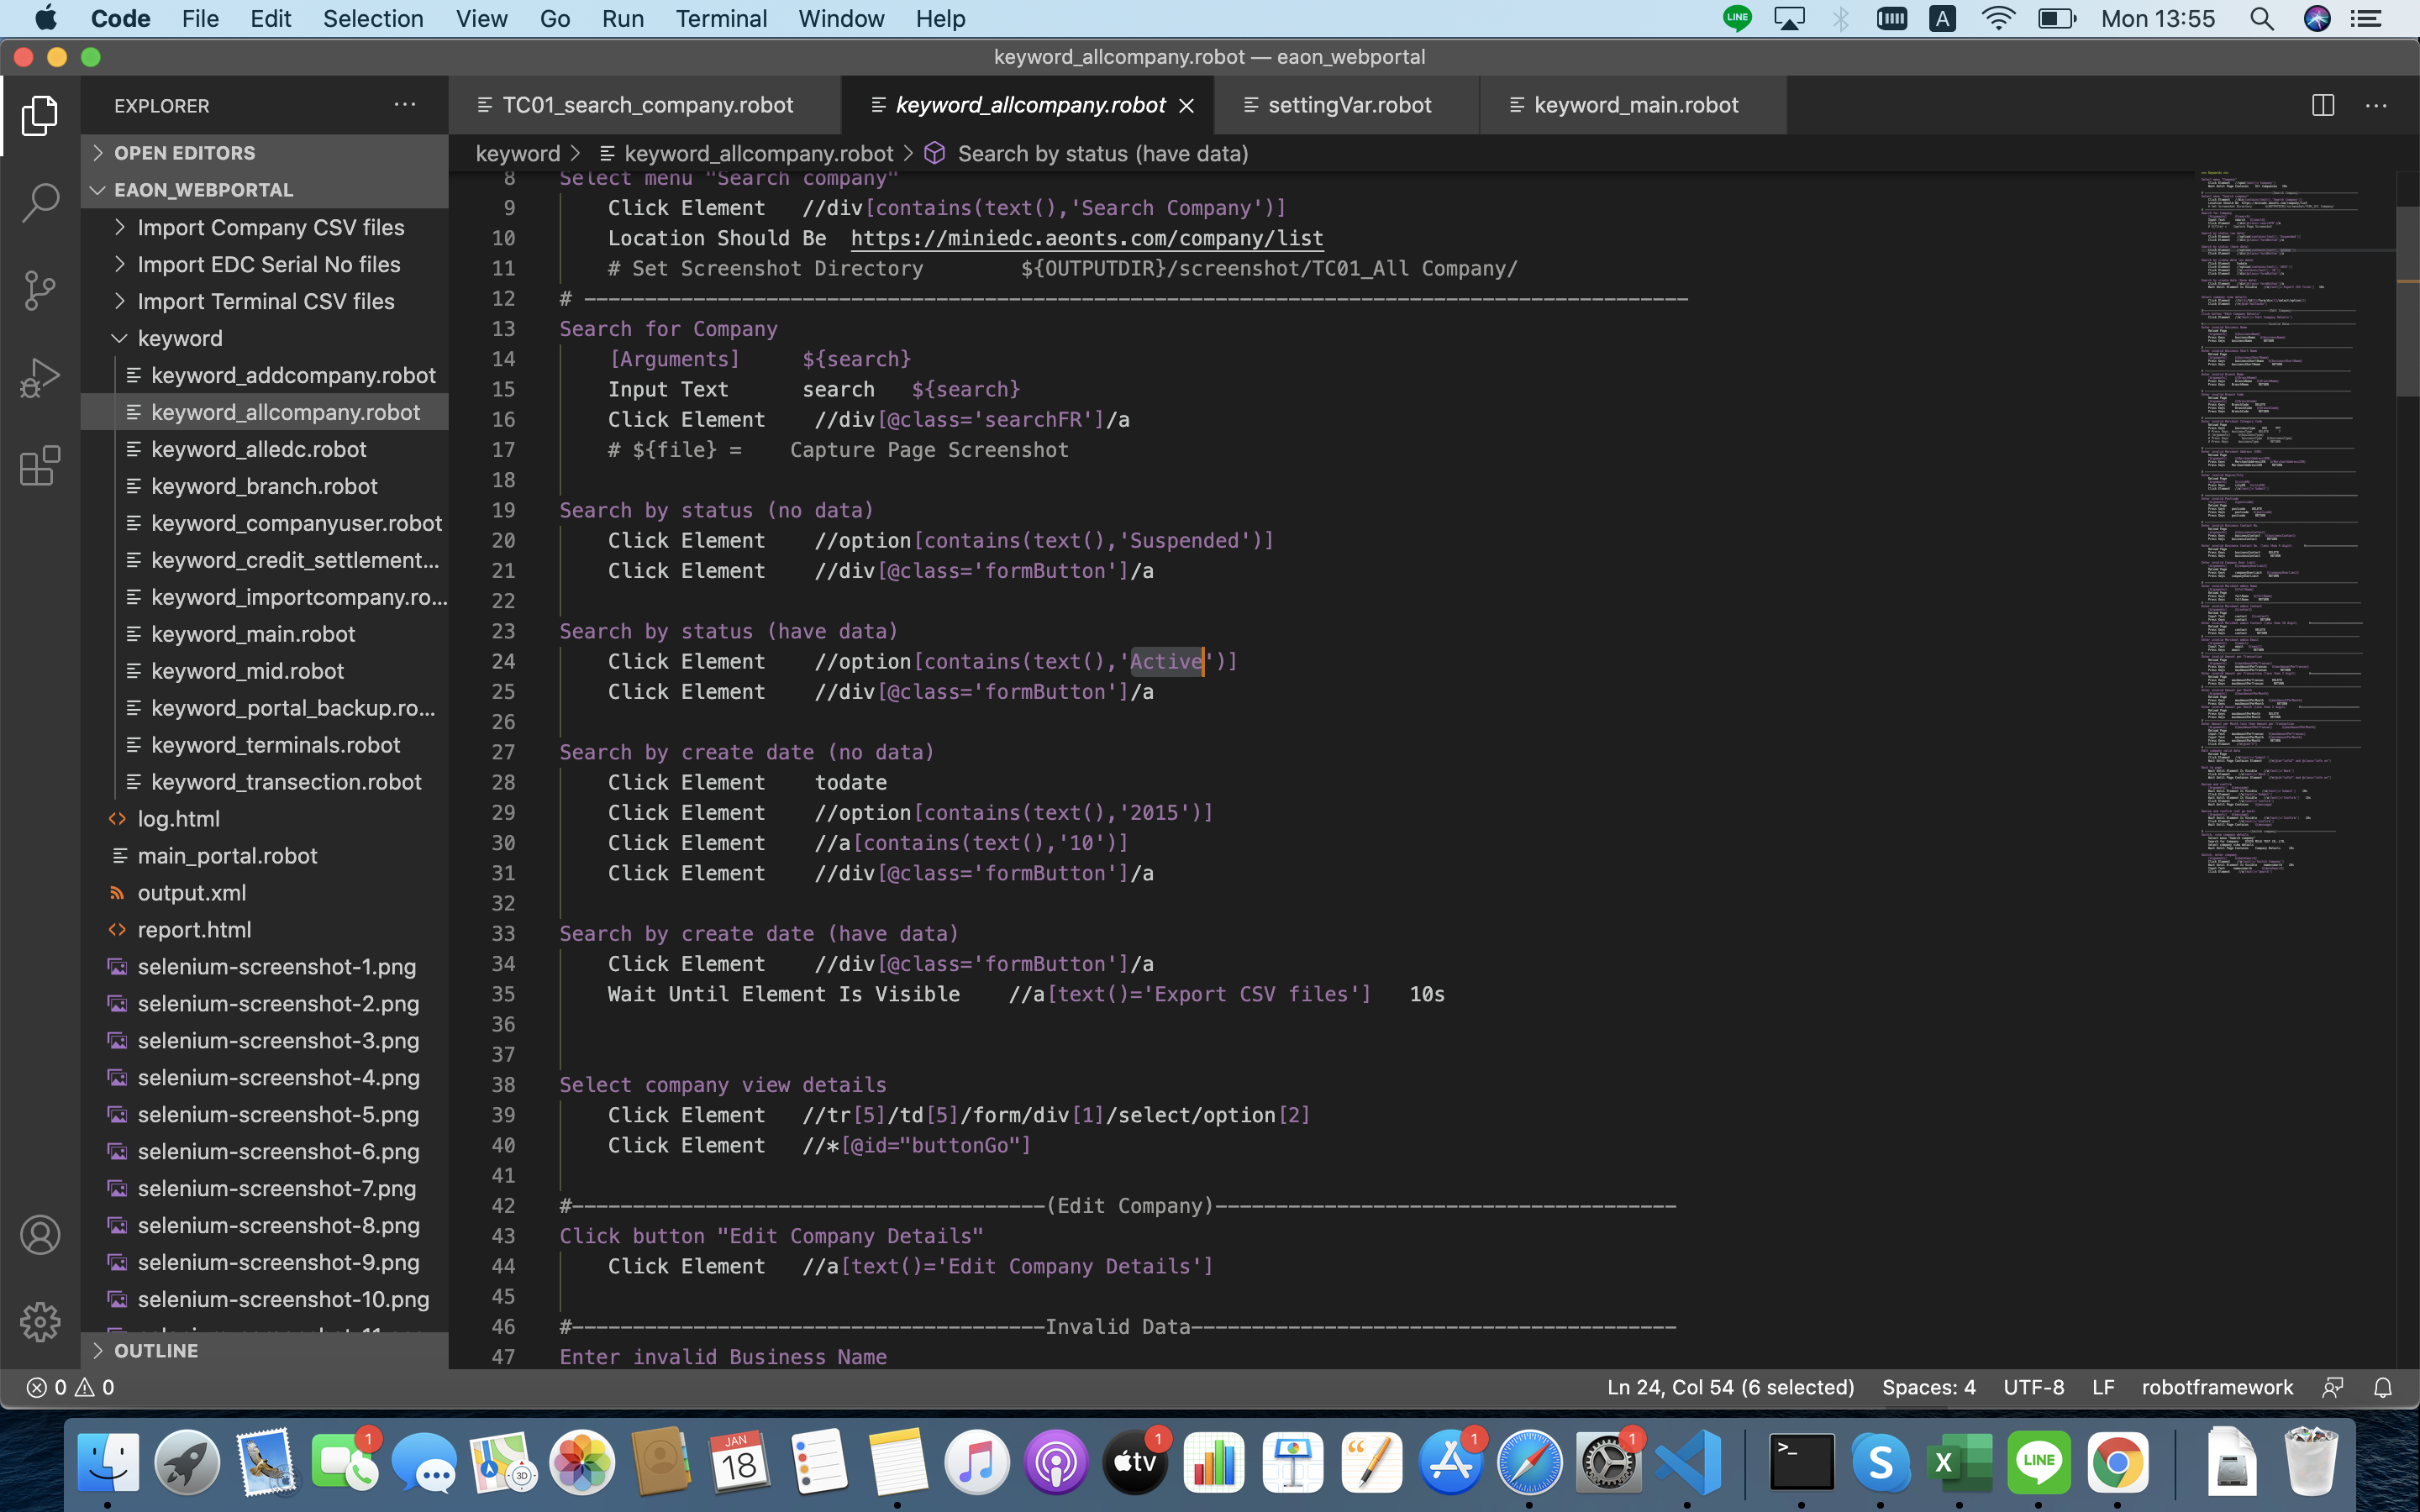 Code File Edit Selection View Go Run Terminal Window Help LINE A Mon 13:55
keyword_allcompany.robot — eaon_webportal
EXPLORER
TC01_search_company.robot keyword_allcompany.robot settingVar.robot keyword_main.robot
keyword > keyword_allcompany.robot > Search by status (have data)
OPEN EDITORS
EAON_WEBPORTAL
Import Company CSV files
Import EDC Serial No files
Import Terminal CSV files
keyword
keyword_addcompany.robot
keyword_allcompany.robot
keyword_alledc.robot
keyword_branch.robot
keyword_companyuser.robot
keyword_credit_settlement...
keyword_importcompany.ro...
keyword_main.robot
keyword_mid.robot
keyword_portal_backup.ro...
keyword_terminals.robot
keyword_transection.robot
log.html
main_portal.robot
output.xml
report.html
selenium-screenshot-1.png
selenium-screenshot-2.png
selenium-screenshot-3.png
selenium-screenshot-4.png
selenium-screenshot-5.png
selenium-screenshot-6.png
selenium-screenshot-7.png
selenium-screenshot-8.png
selenium-screenshot-9.png
selenium-screenshot-10.png
OUTLINE
8 Select menu "Search company"
9 Click Element //div[contains(text(),'Search Company')]
10 Location Should Be https://miniedc.aeonts.com/company/list
11 # Set Screenshot Directory ${OUTPUTDIR}/screenshot/TC01_All Company/
12 # -------------------------------------------------------------------------------------------
13 Search for Company
14 [Arguments] ${search}
15 Input Text search ${search}
16 Click Element //div[@class='searchFR']/a
17 # ${file} = Capture Page Screenshot
18
19 Search by status (no data)
20 Click Element //option[contains(text(),'Suspended')]
21 Click Element //div[@class='formButton']/a
22
23 Search by status (have data)
24 Click Element //option[contains(text(),'Active')]
25 Click Element //div[@class='formButton']/a
26
27 Search by create date (no data)
28 Click Element todate
29 Click Element //option[contains(text(),'2015')]
30 Click Element //a[contains(text(),'10')]
31 Click Element //div[@class='formButton']/a
32
33 Search by create date (have data)
34 Click Element //div[@class='formButton']/a
35 Wait Until Element Is Visible //a[text()='Export CSV files'] 10s
36
37
38 Select company view details
39 Click Element //tr[5]/td[5]/form/div[1]/select/option[2]
40 Click Element //*[@id="buttonGo"]
41
42 #---------------------------------------(Edit Company)--------------------------------------
43 Click button "Edit Company Details"
44 Click Element //a[text()='Edit Company Details']
45
46 #---------------------------------------Invalid Data----------------------------------------
47 Enter invalid Business Name
0 0 Ln 24, Col 54 (6 selected) Spaces: 4 UTF-8 LF robotframework
1 3D JAN 18 tv 1 1 1 >_ S X LINE